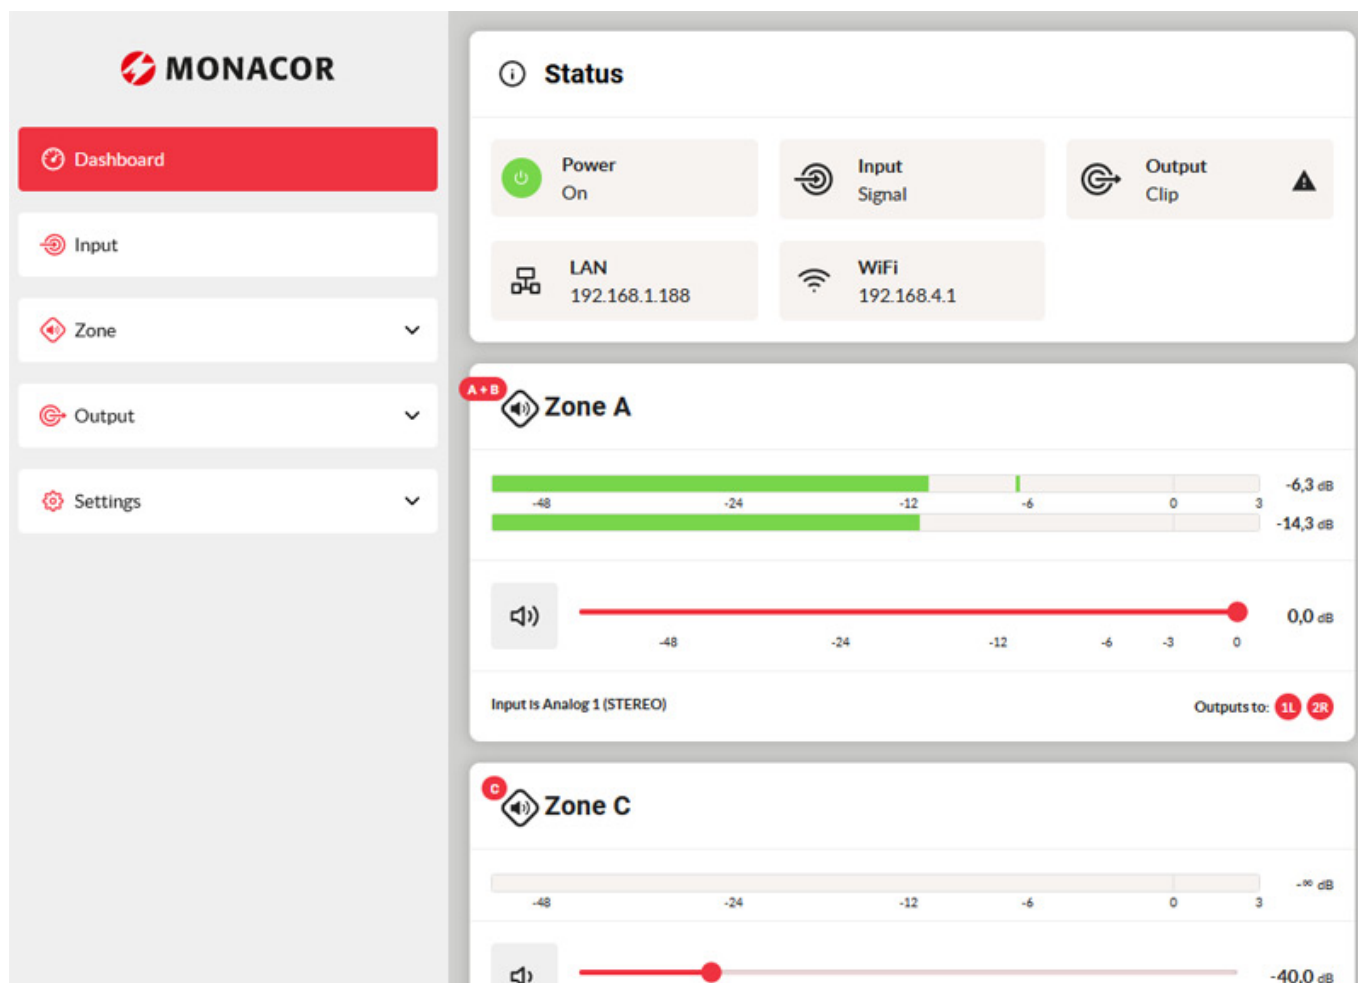 MONACOR
Dashboard
Input
Zone
Output
Settings
Status
Power
On
Input
Signal
Output
Clip
LAN
192.168.1.188
WiFi
192.168.4.1
A + B
Zone A
-6,3 dB
-48 -24 -12 -6 0 3
-14,3 dB
0,0 dB
-48 -24 -12 -6 -3 0
Input is Analog 1 (STEREO)
Outputs to: 1L 2R
C
Zone C
-∞ dB
-48 -24 -12 -6 0 3
-40,0 dB